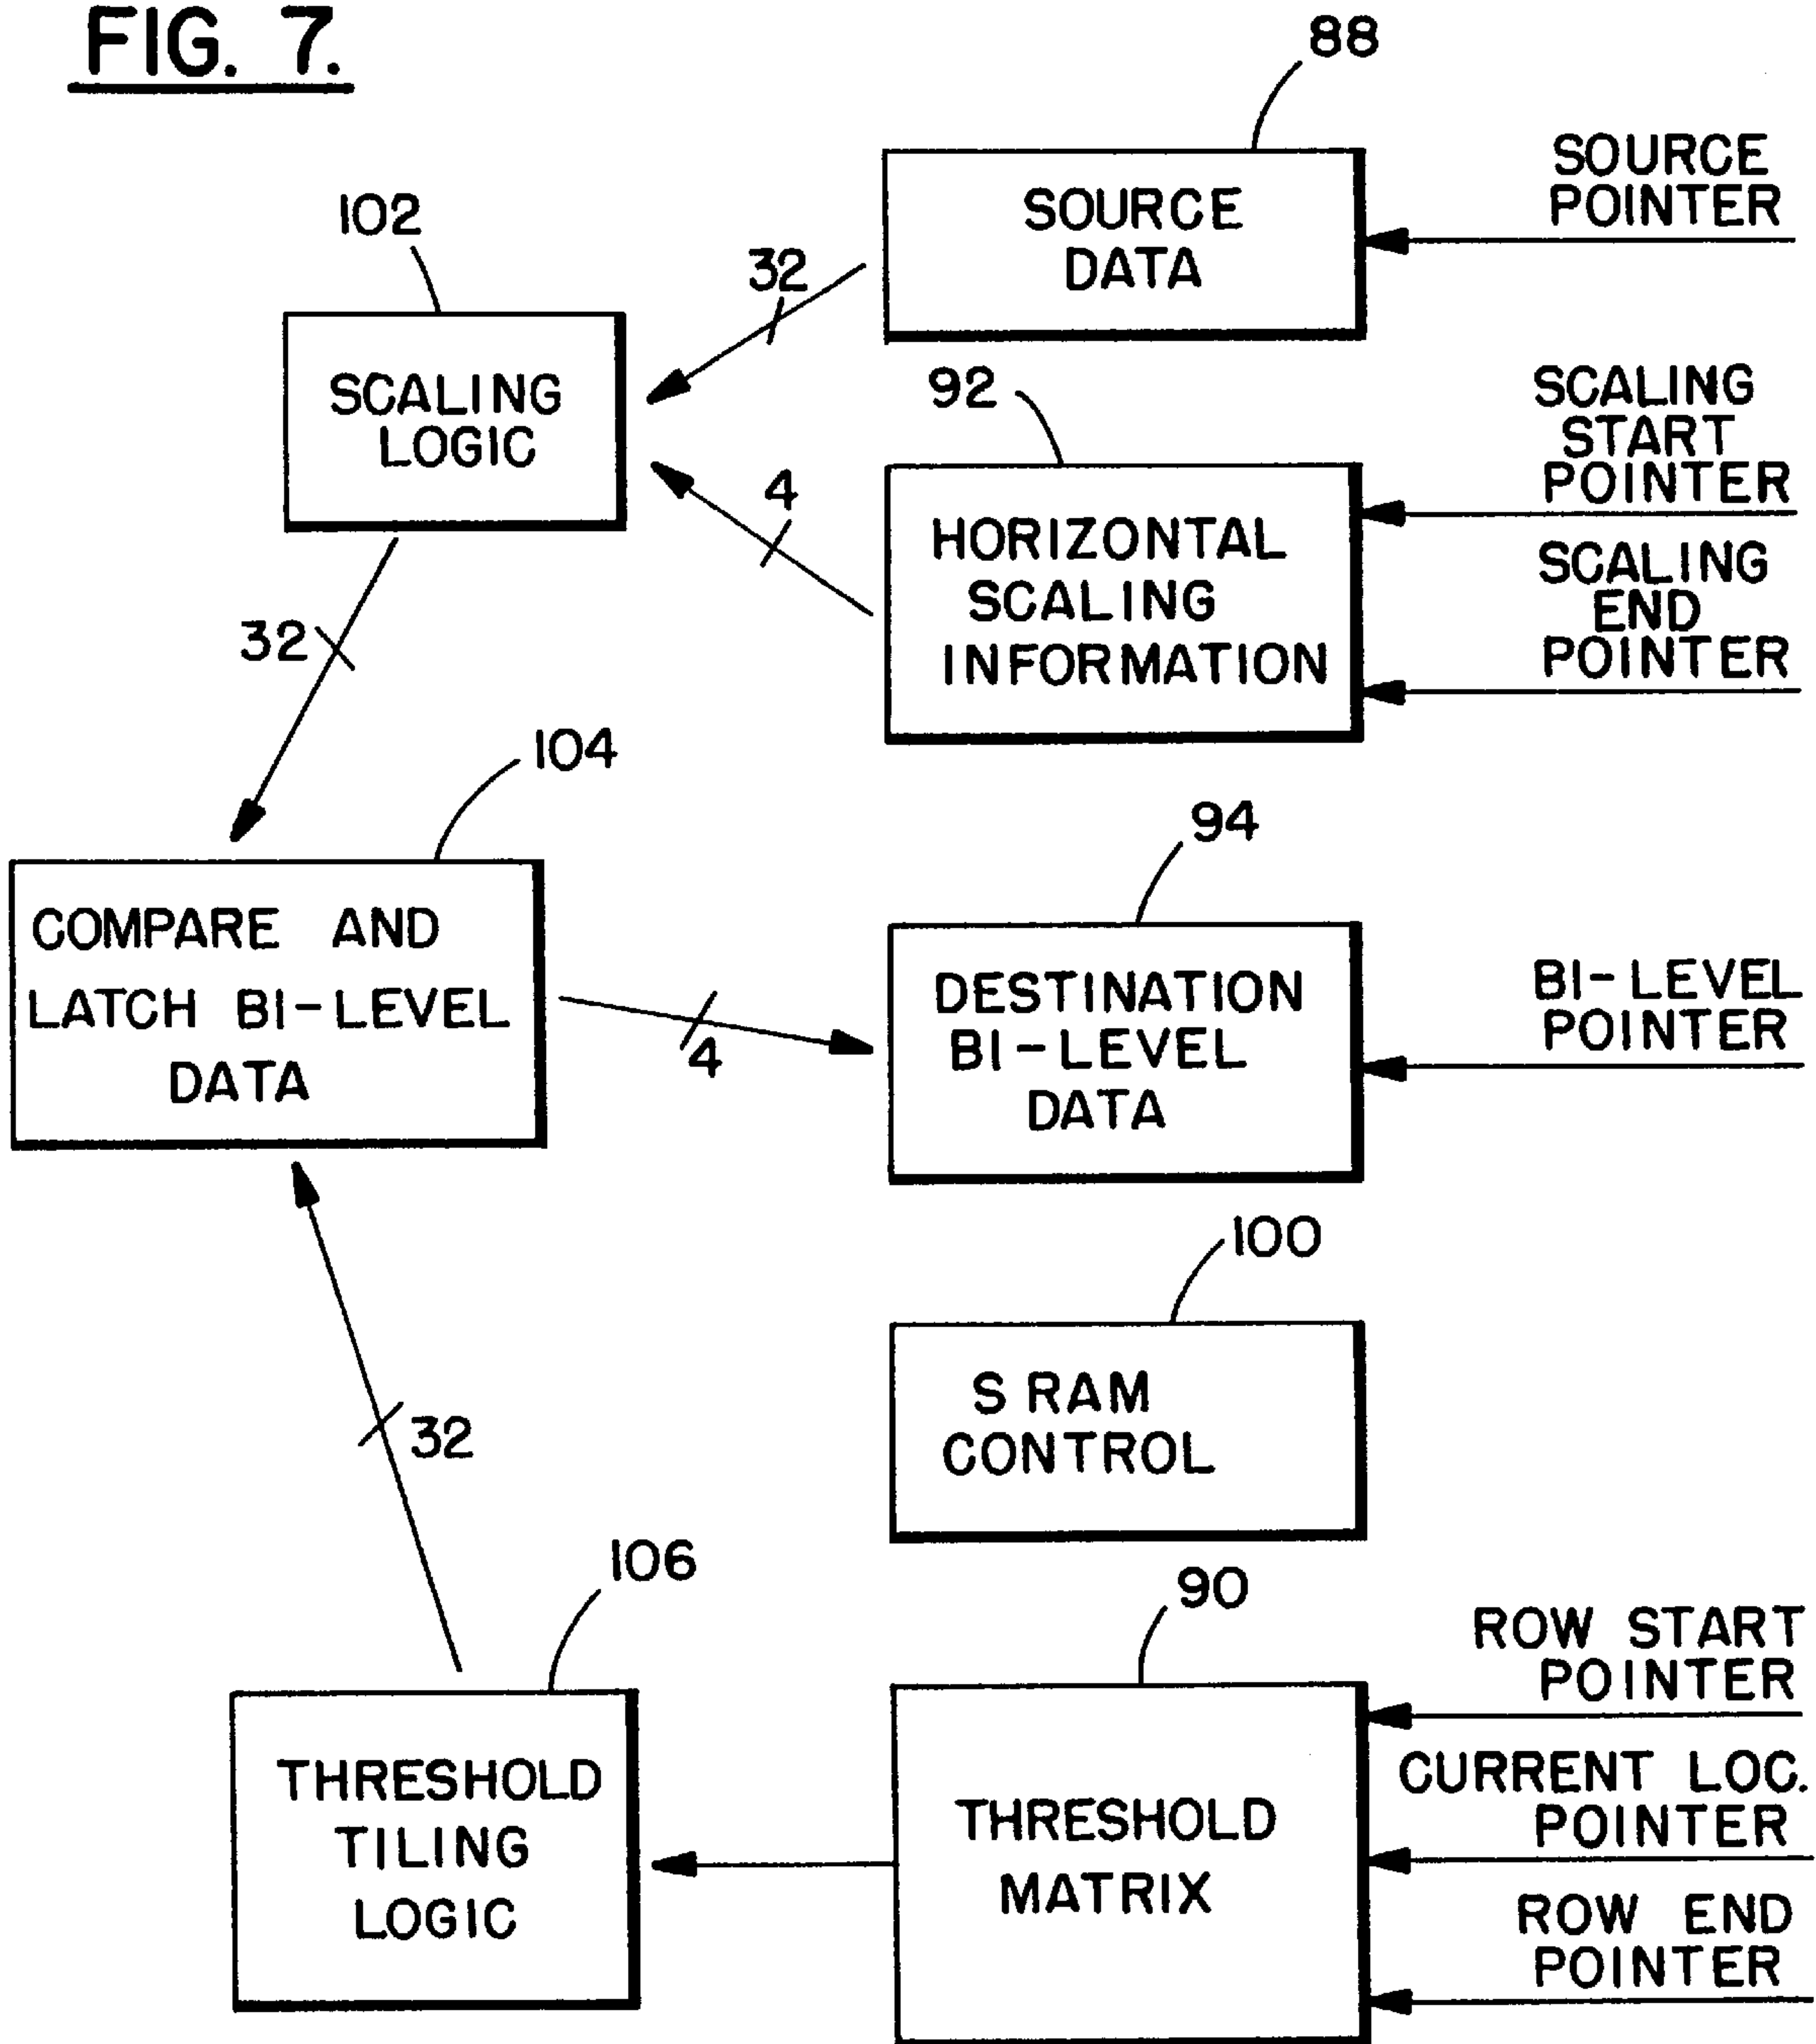 FIG. 7.
88
SOURCE
POINTER
SOURCE
DATA
102
32
SCALING
LOGIC
92
4
SCALING
START
POINTER
HORIZONTAL
SCALING
INFORMATION
SCALING
END
POINTER
32
104
94
COMPARE AND
LATCH BI-LEVEL
DATA
4
DESTINATION
BI-LEVEL
DATA
BI-LEVEL
POINTER
100
S RAM
CONTROL
32
106
90
ROW START
POINTER
THRESHOLD
TILING
LOGIC
THRESHOLD
MATRIX
CURRENT LOC.
POINTER
ROW END
POINTER